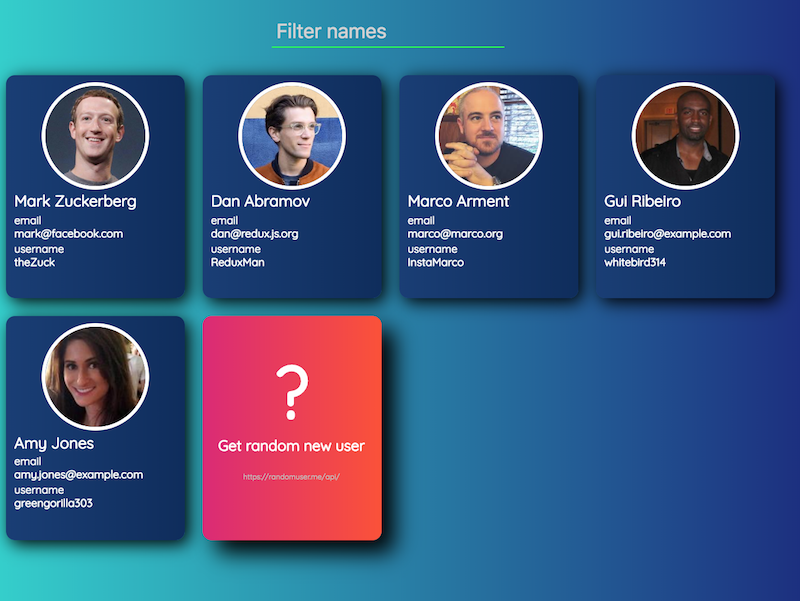 Filter names
Mark Zuckerberg
email
mark@facebook.com
username
theZuck
Dan Abramov
email
dan@redux.js.org
username
ReduxMan
Marco Arment
email
marco@marco.org
username
InstaMarco
Gui Ribeiro
email
gui.ribeiro@example.com
username
whitebird314
Amy Jones
email
amy.jones@example.com
username
greengorilla303
?
Get random new user
https://randomuser.me/api/